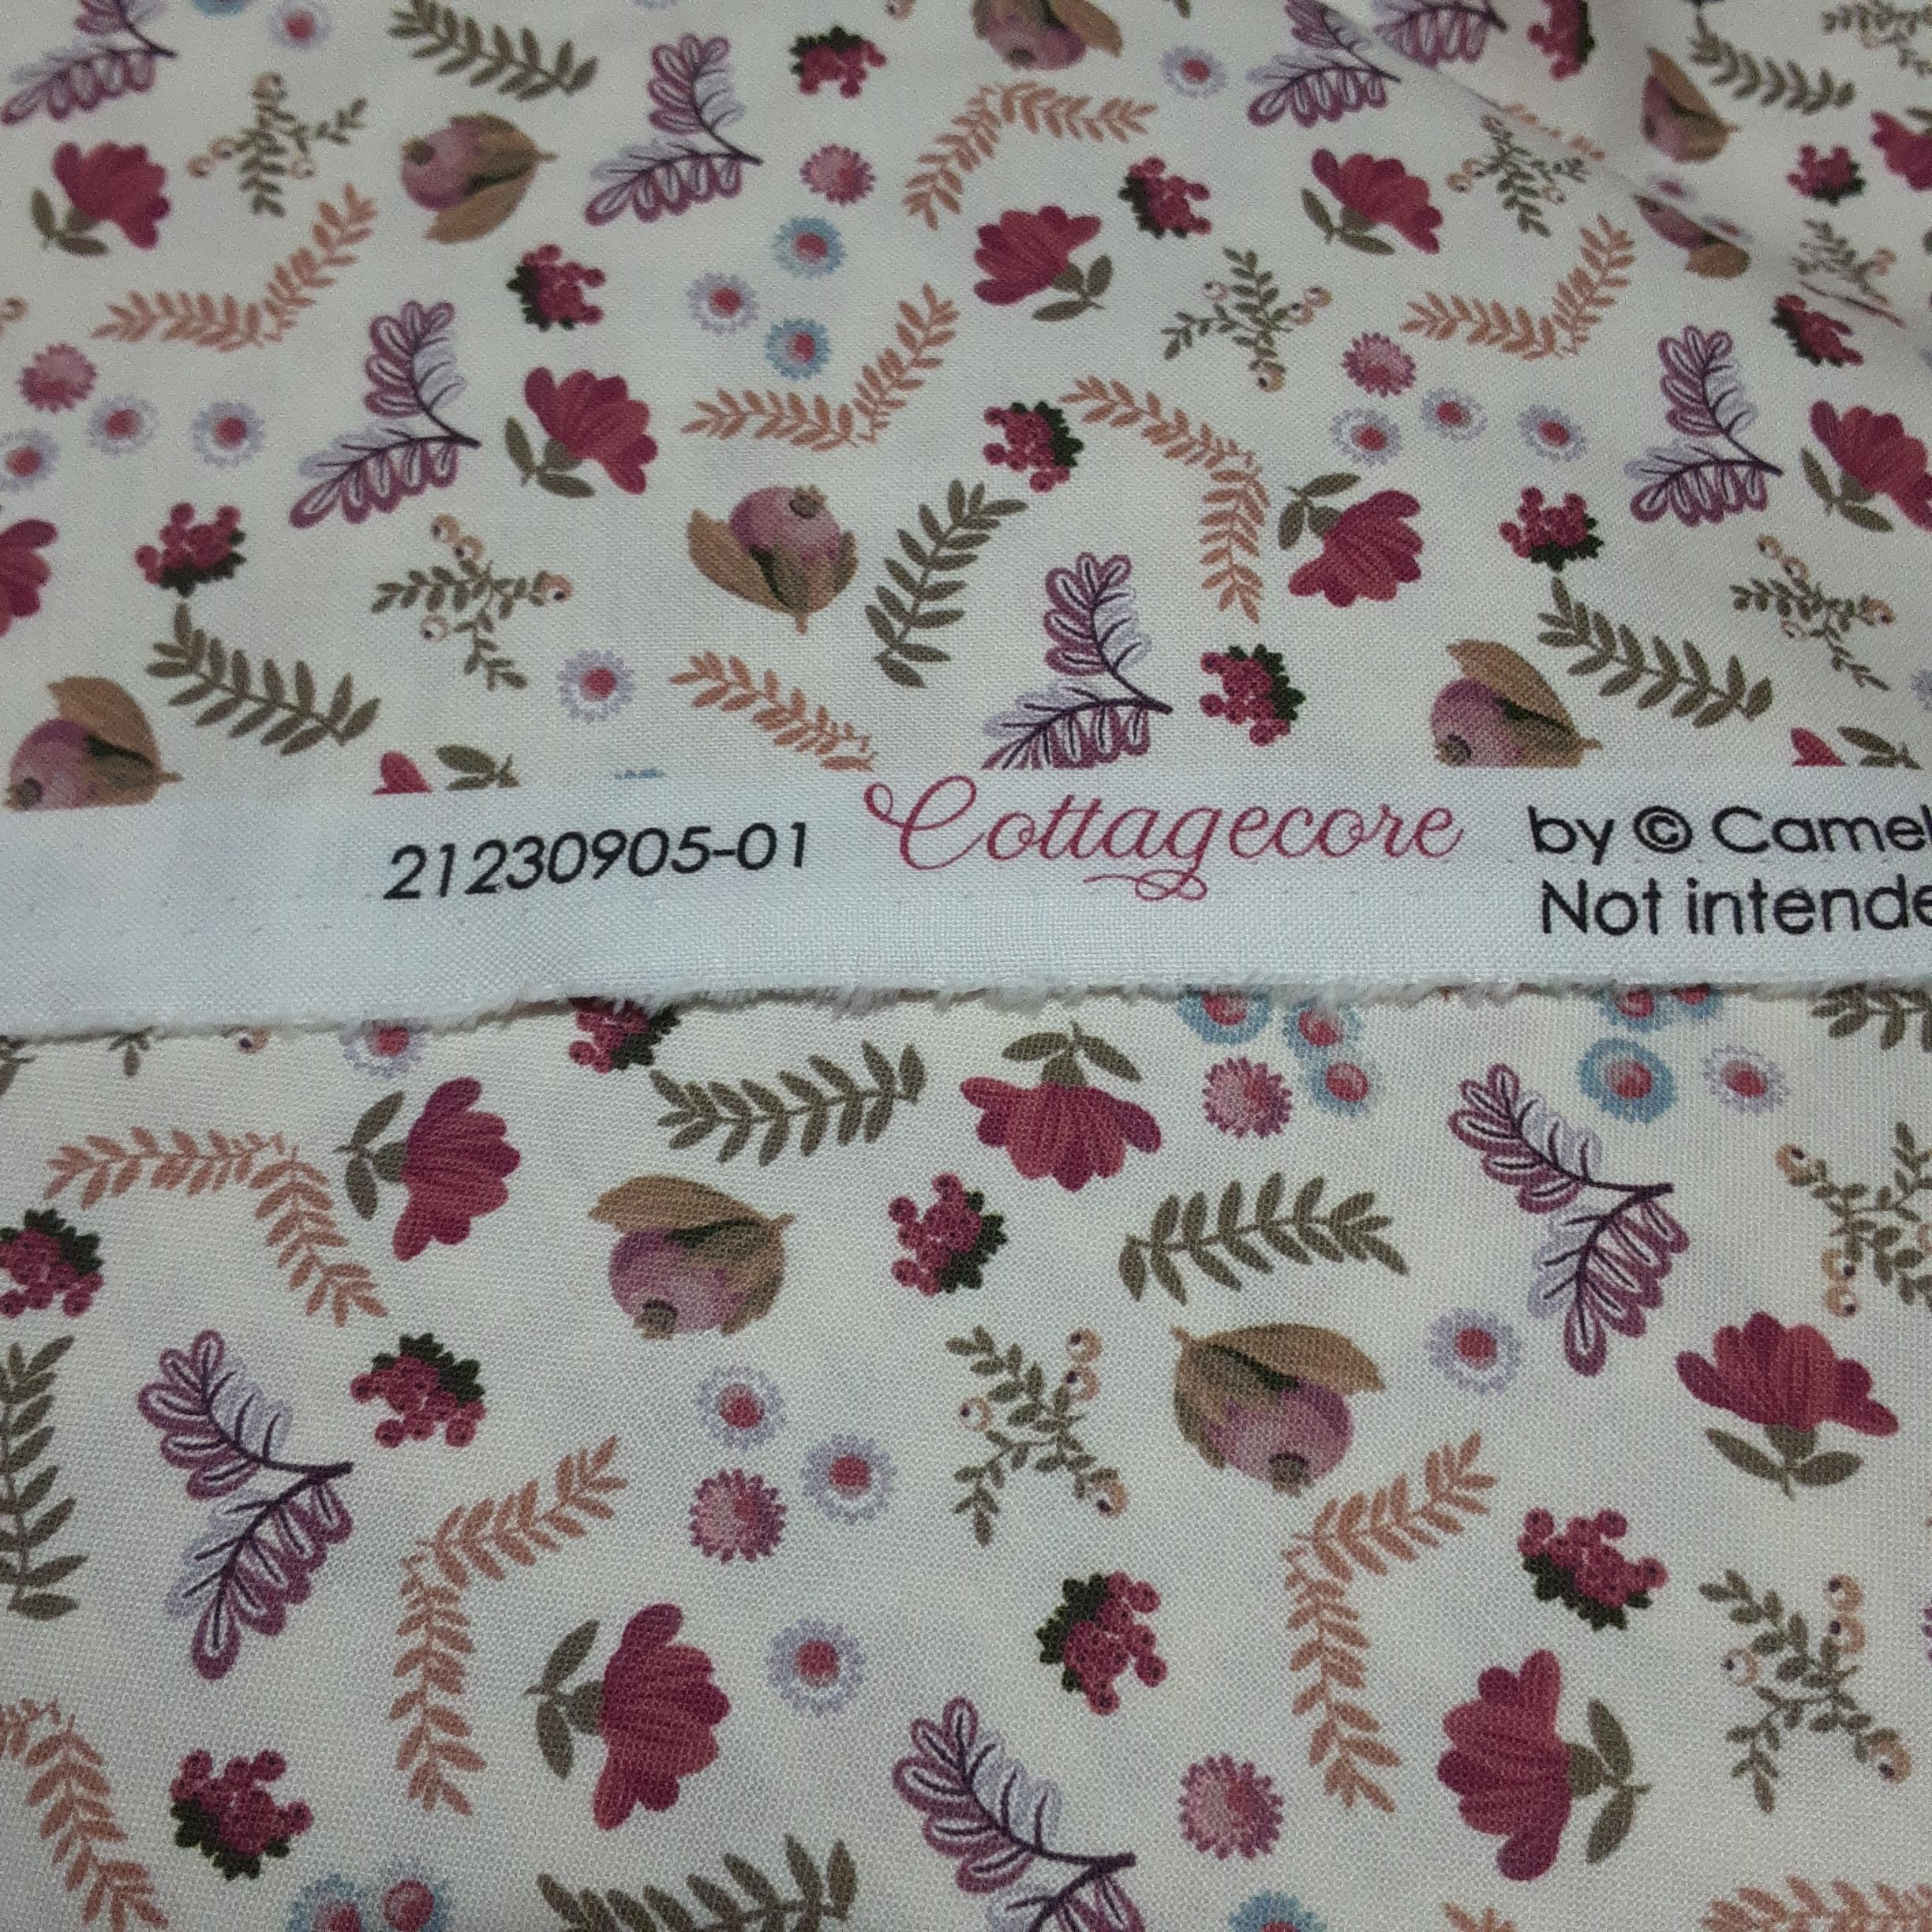 21230905-01 Cottagecore by © Camel
Not intende